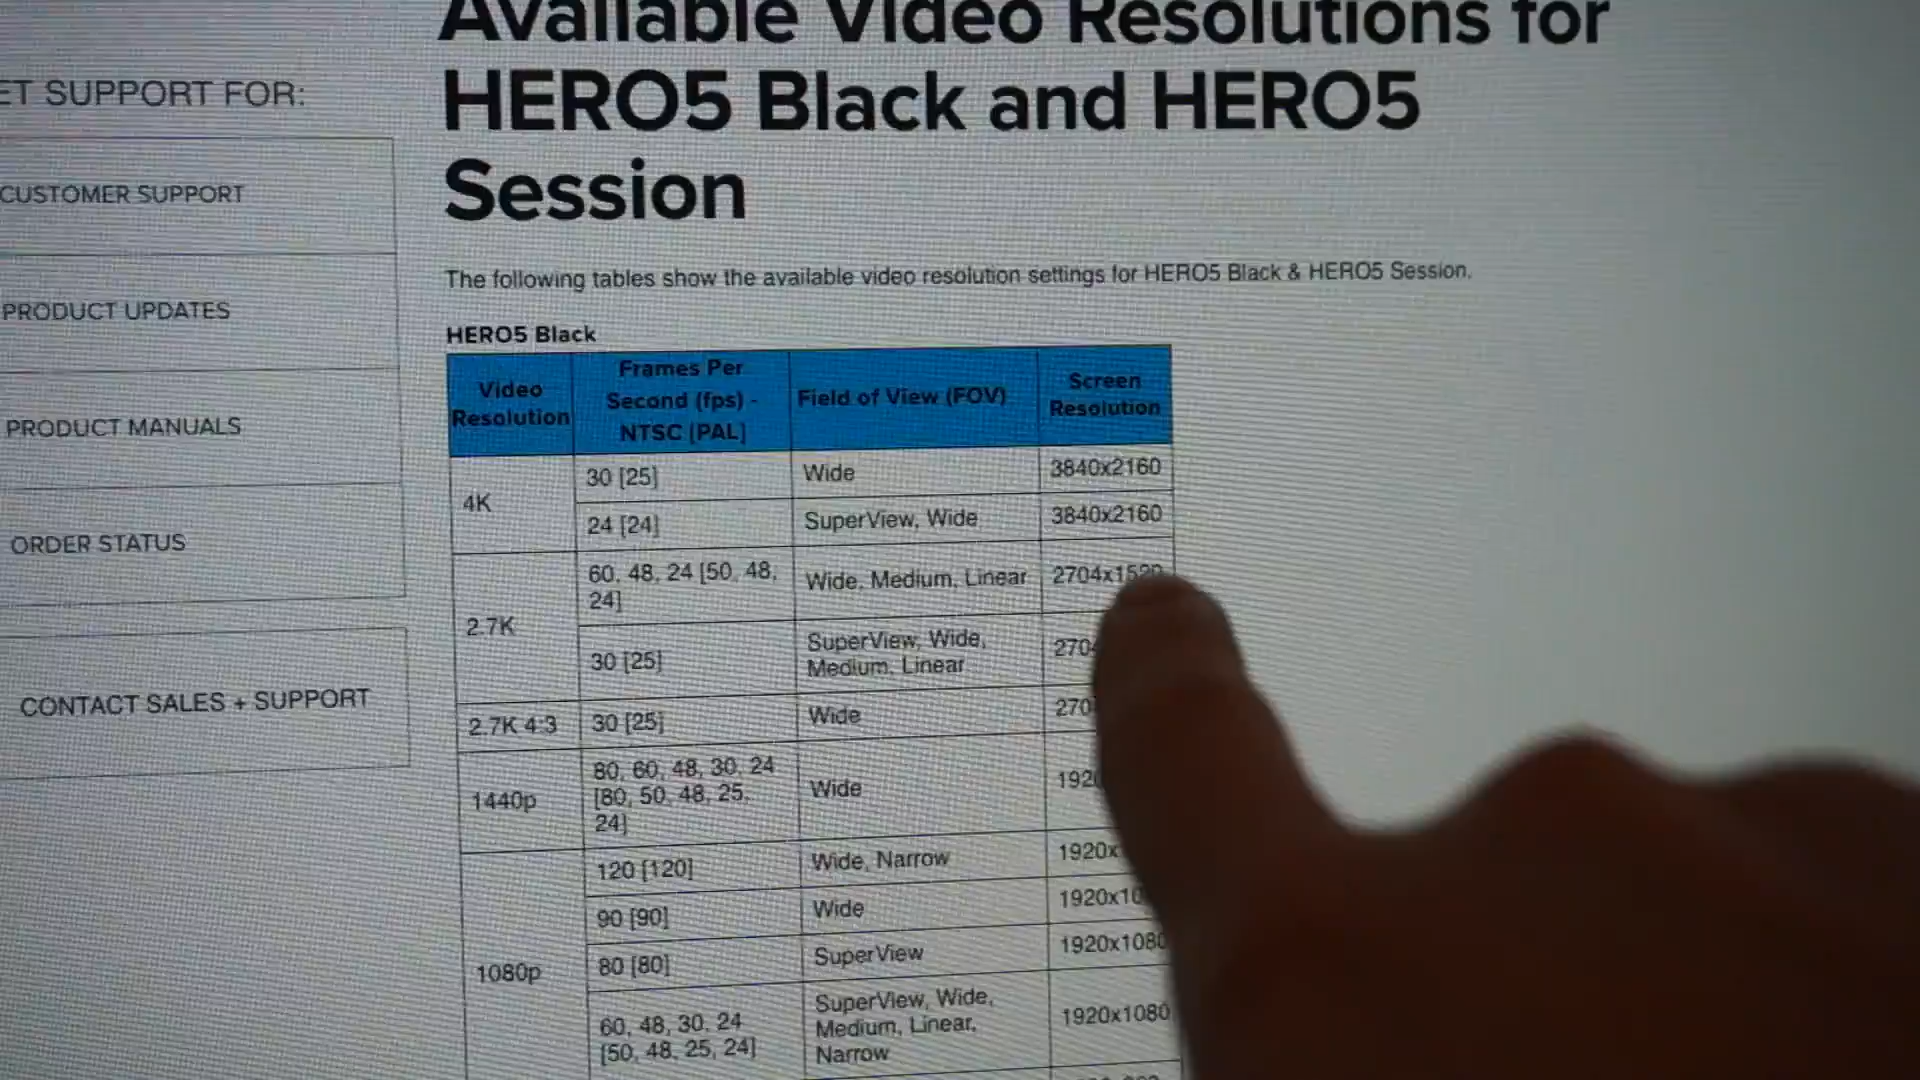 Available Video Resolutions for
HERO5 Black and HERO5
Session
ET SUPPORT FOR:
CUSTOMER SUPPORT
PRODUCT UPDATES
PRODUCT MANUALS
ORDER STATUS
CONTACT SALES + SUPPORT
The following tables show the available video resolution settings for HERO5 Black & HERO5 Session.
HERO5 Black
Video
Resolution
Frames Per
Second (fps) -
NTSC [PAL]
Field of View (FOV)
Screen
Resolution
4K
30 [25]
Wide
3840x2160
24 [24]
SuperView, Wide
3840x2160
2.7K
60, 48, 24 [50, 48,
24]
Wide, Medium, Linear
2704x1520
30 [25]
SuperView, Wide,
Medium, Linear
2.7K 4:3
30 [25]
Wide
1440p
80, 60, 48, 30, 24
[80, 50, 48, 25,
24]
Wide
1080p
120 [120]
Wide, Narrow
1920x
90 [90]
Wide
1920x10
80 [80]
SuperView
1920x1080
60, 48, 30, 24
[50, 48, 25, 24]
SuperView, Wide,
Medium, Linear,
Narrow
1920x1080